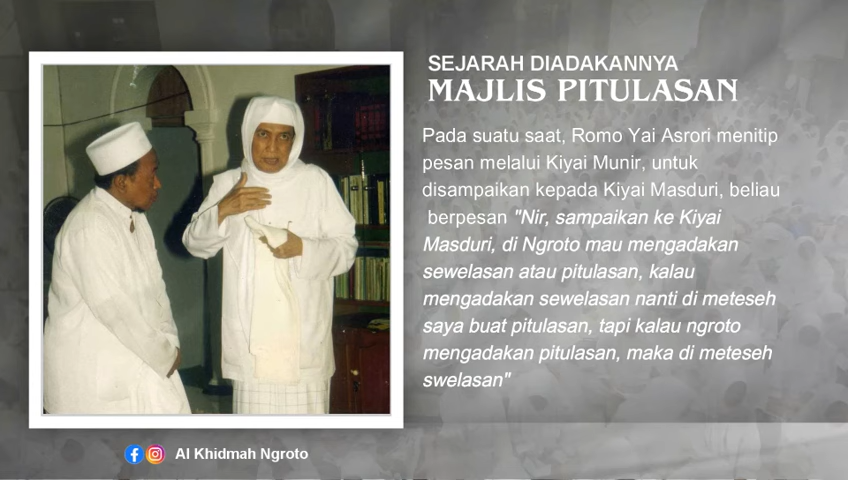 SEJARAH DIADAKANNYA
MAJLIS PITULASAN
Pada suatu saat, Romo Yai Asrori menitip
pesan melalui Kiyai Munir, untuk
disampaikan kepada Kiyai Masduri, beliau
berpesan "Nir, sampaikan ke Kiyai
Masduri, di Ngroto mau mengadakan
sewelasan atau pitulasan, kalau
mengadakan sewelasan nanti di meteseh
saya buat pitulasan, tapi kalau ngroto
mengadakan pitulasan, maka di meteseh
swelasan"
Al Khidmah Ngroto